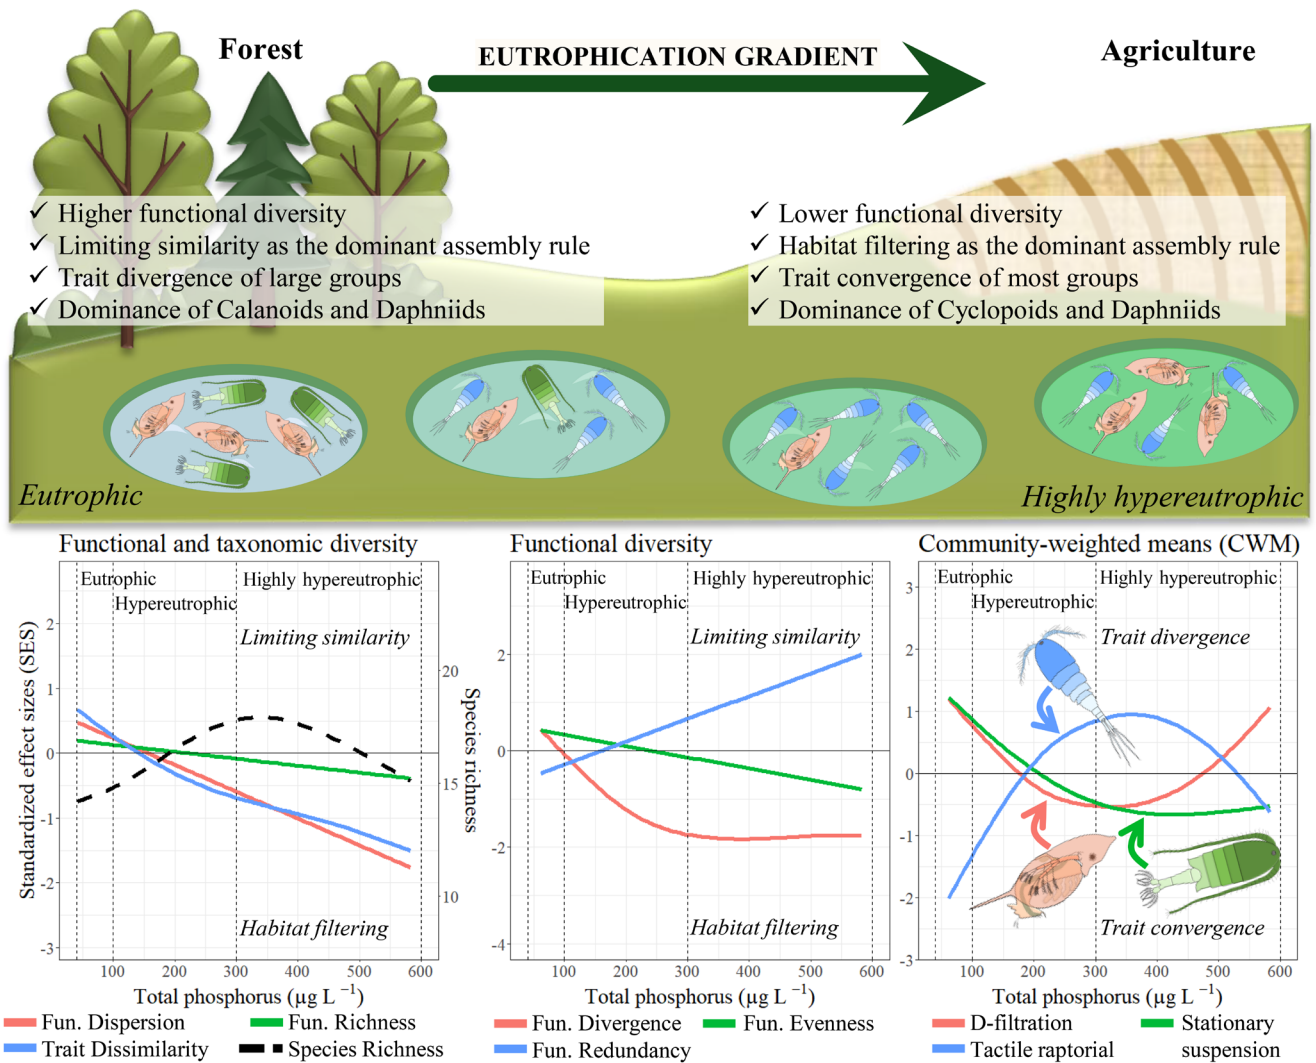 Forest
EUTROPHICATION GRADIENT
Agriculture
✓ Higher functional diversity
✓ Limiting similarity as the dominant assembly rule
✓ Trait divergence of large groups
✓ Dominance of Calanoids and Daphniids
✓ Lower functional diversity
✓ Habitat filtering as the dominant assembly rule
✓ Trait convergence of most groups
✓ Dominance of Cyclopoids and Daphniids
Eutrophic
Highly hypereutrophic
Functional and taxonomic diversity
Eutrophic
Highly hypereutrophic
Hypereutrophic
Limiting similarity
Habitat filtering
Standardized effect sizes (SES)
2
1
0
-1
-2
-3
20
15
10
Species richness
100 200 300 400 500 600
Total phosphorus (µg L⁻¹)
Fun. Dispersion
Fun. Richness
Trait Dissimilarity
Species Richness
Functional diversity
Eutrophic
Highly hypereutrophic
Hypereutrophic
Limiting similarity
Habitat filtering
2
0
-2
-4
100 200 300 400 500 600
Total phosphorus (µg L⁻¹)
Fun. Divergence
Fun. Evenness
Fun. Redundancy
Community-weighted means (CWM)
Eutrophic
Highly hypereutrophic
Hypereutrophic
Trait divergence
Trait convergence
3
2
1
0
-1
-2
-3
100 200 300 400 500 600
Total phosphorus (µg L⁻¹)
D-filtration
Stationary
suspension
Tactile raptorial